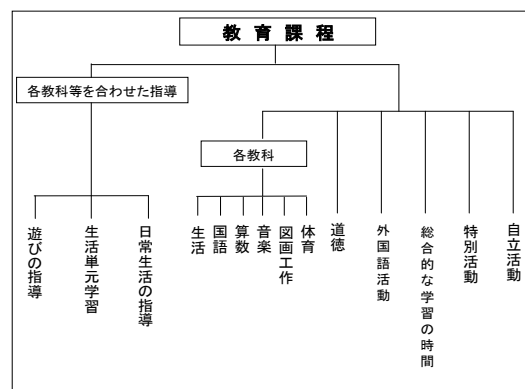 教育課程
各教科等を合わせた指導
各教科
遊びの指導
生活単元学習
日常生活の指導
生活
国語
算数
音楽
図画工作
体育
道徳
外国語活動
総合的な学習の時間
特別活動
自立活動